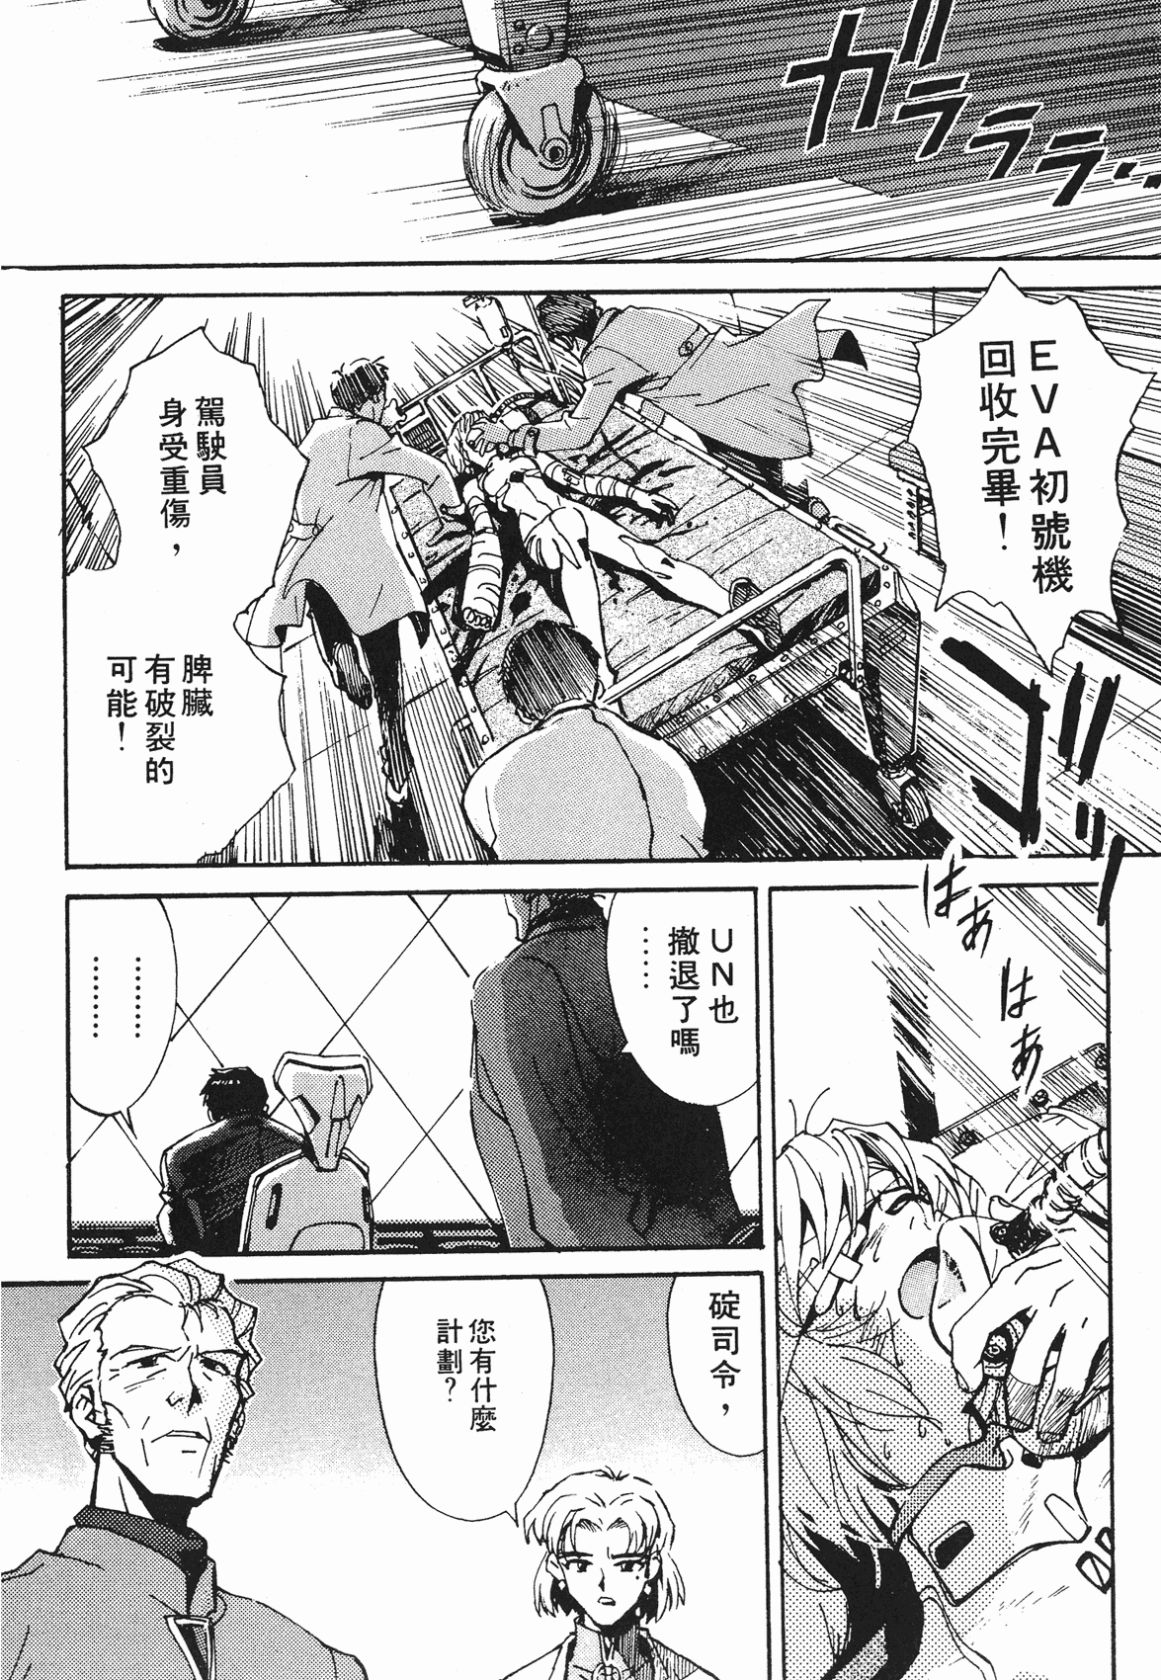 ガガラララ・・
EVA初號機
回收完畢！
駕駛員
身受重傷，
脾臟
有破裂的
可能！
はぁ
はぁ
UN也
撤退了嗎
……
………
………
碇司令，
您有什麼
計劃？
00